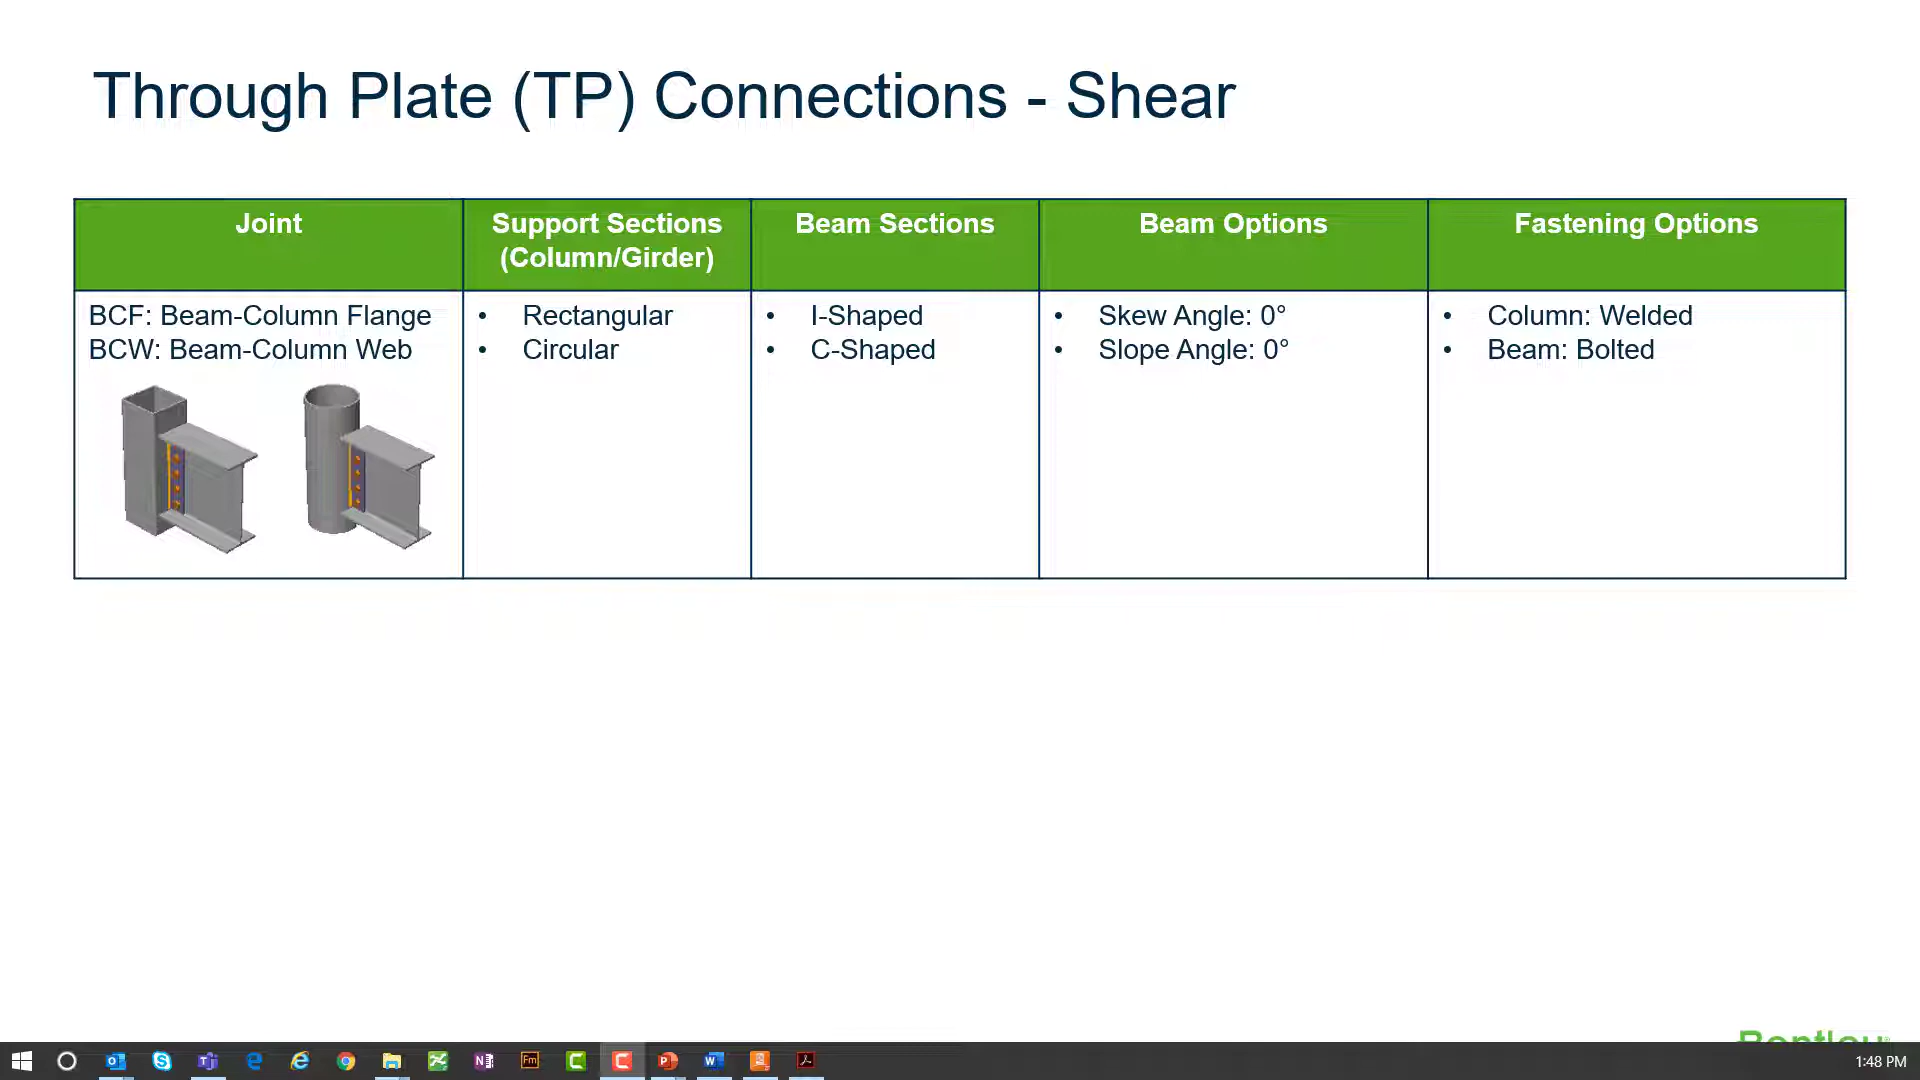 Through Plate (TP) Connections - Shear
Joint
Support Sections
(Column/Girder)
Beam Sections
Beam Options
Fastening Options
BCF: Beam-Column Flange
BCW: Beam-Column Web
• Rectangular
• Circular
• I-Shaped
• C-Shaped
• Skew Angle: 0°
• Slope Angle: 0°
• Column: Welded
• Beam: Bolted
1:48 PM